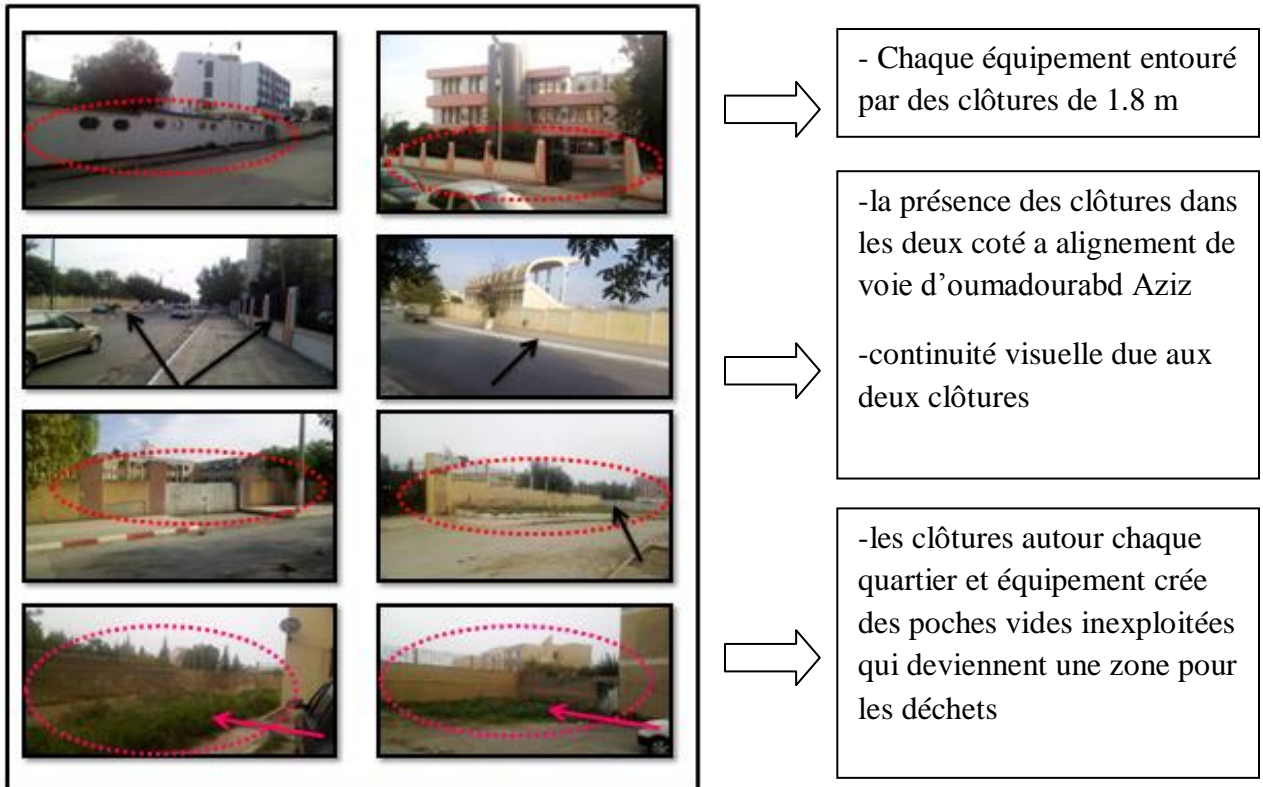 - Chaque équipement entouré
par des clôtures de 1.8 m
-la présence des clôtures dans
les deux coté a alignement de
voie d’oumadourabd Aziz
-continuité visuelle due aux
deux clôtures
-les clôtures autour chaque
quartier et équipement crée
des poches vides inexploitées
qui deviennent une zone pour
les déchets